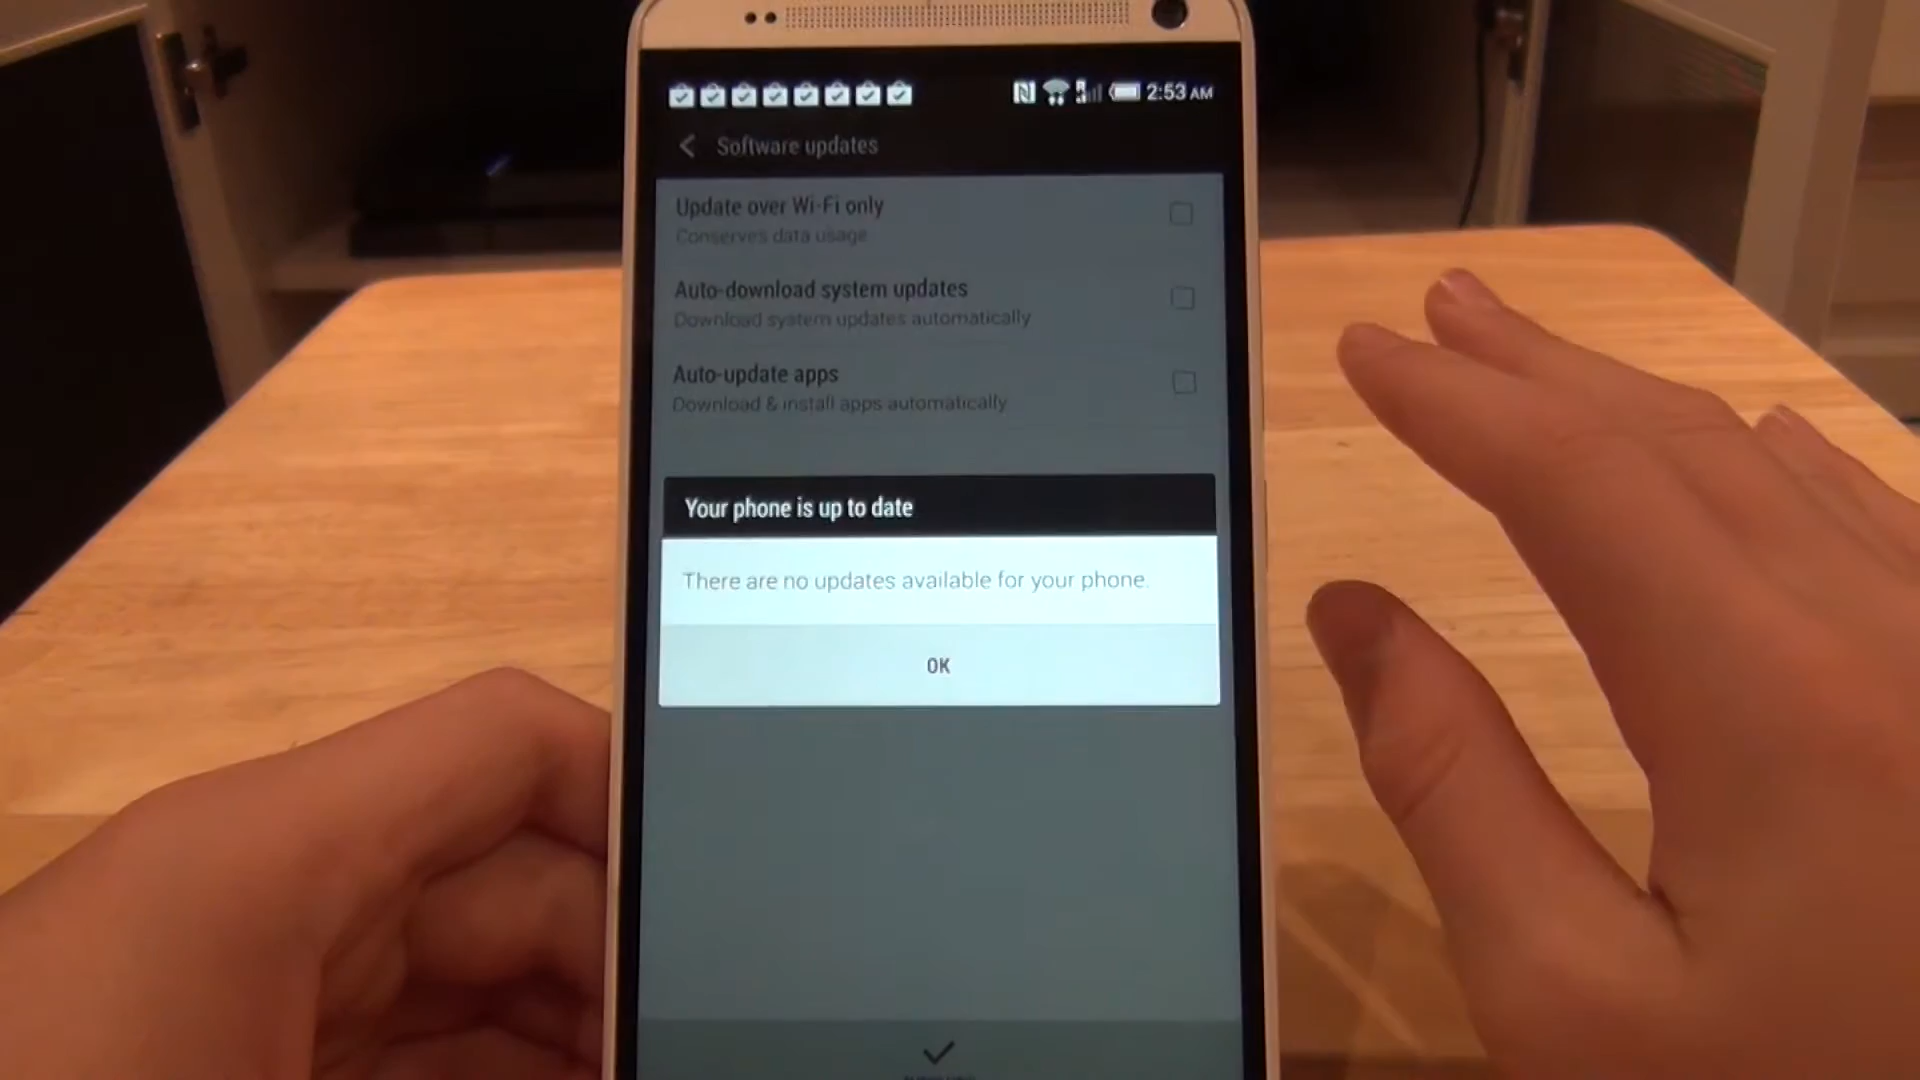 2:53 AM
Software updates
Update over Wi-Fi only
Conserves data usage
Auto-download system updates
Download system updates automatically
Auto-update apps
Download & install apps automatically
Your phone is up to date
There are no updates available for your phone.
OK